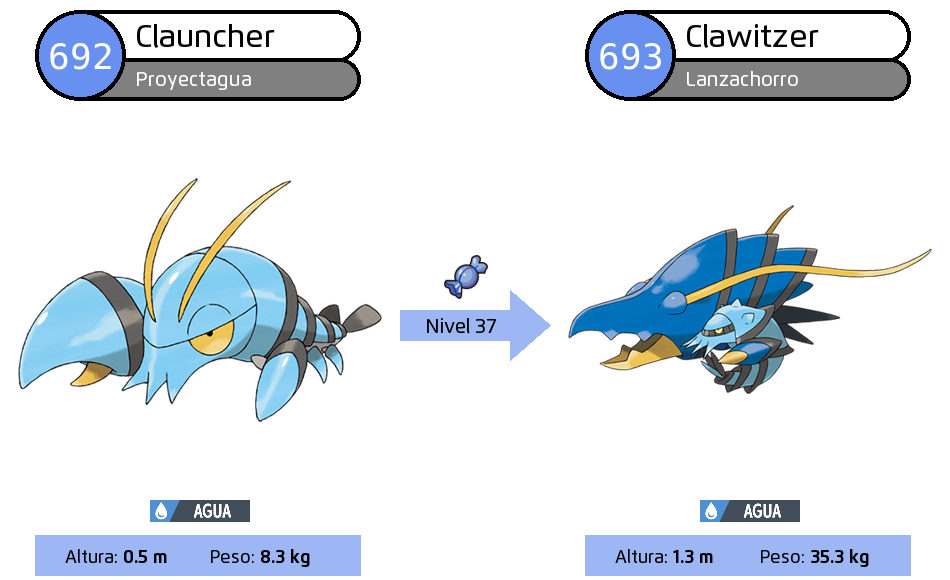 692
Clauncher
Proyectagua
693
Clawitzer
Lanzachorro
Nivel 37
AGUA
AGUA
Altura: 0.5 m Peso: 8.3 kg
Altura: 1.3 m Peso: 35.3 kg